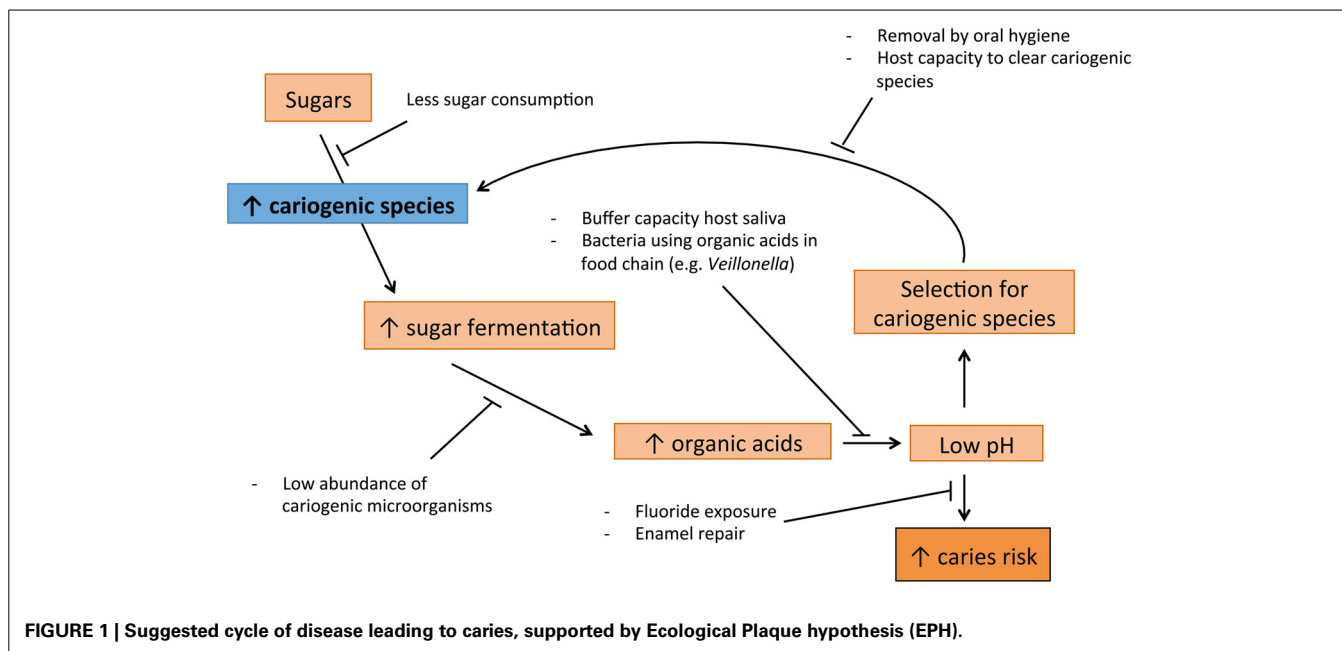 - Removal by oral hygiene
- Host capacity to clear cariogenic
species
Sugars
Less sugar consumption
↑ cariogenic species
- Buffer capacity host saliva
- Bacteria using organic acids in
food chain (e.g. Veillonella)
Selection for
cariogenic species
↑ sugar fermentation
↑ organic acids
Low pH
- Low abundance of
cariogenic microorganisms
- Fluoride exposure
- Enamel repair
↑ caries risk
FIGURE 1 | Suggested cycle of disease leading to caries, supported by Ecological Plaque hypothesis (EPH).